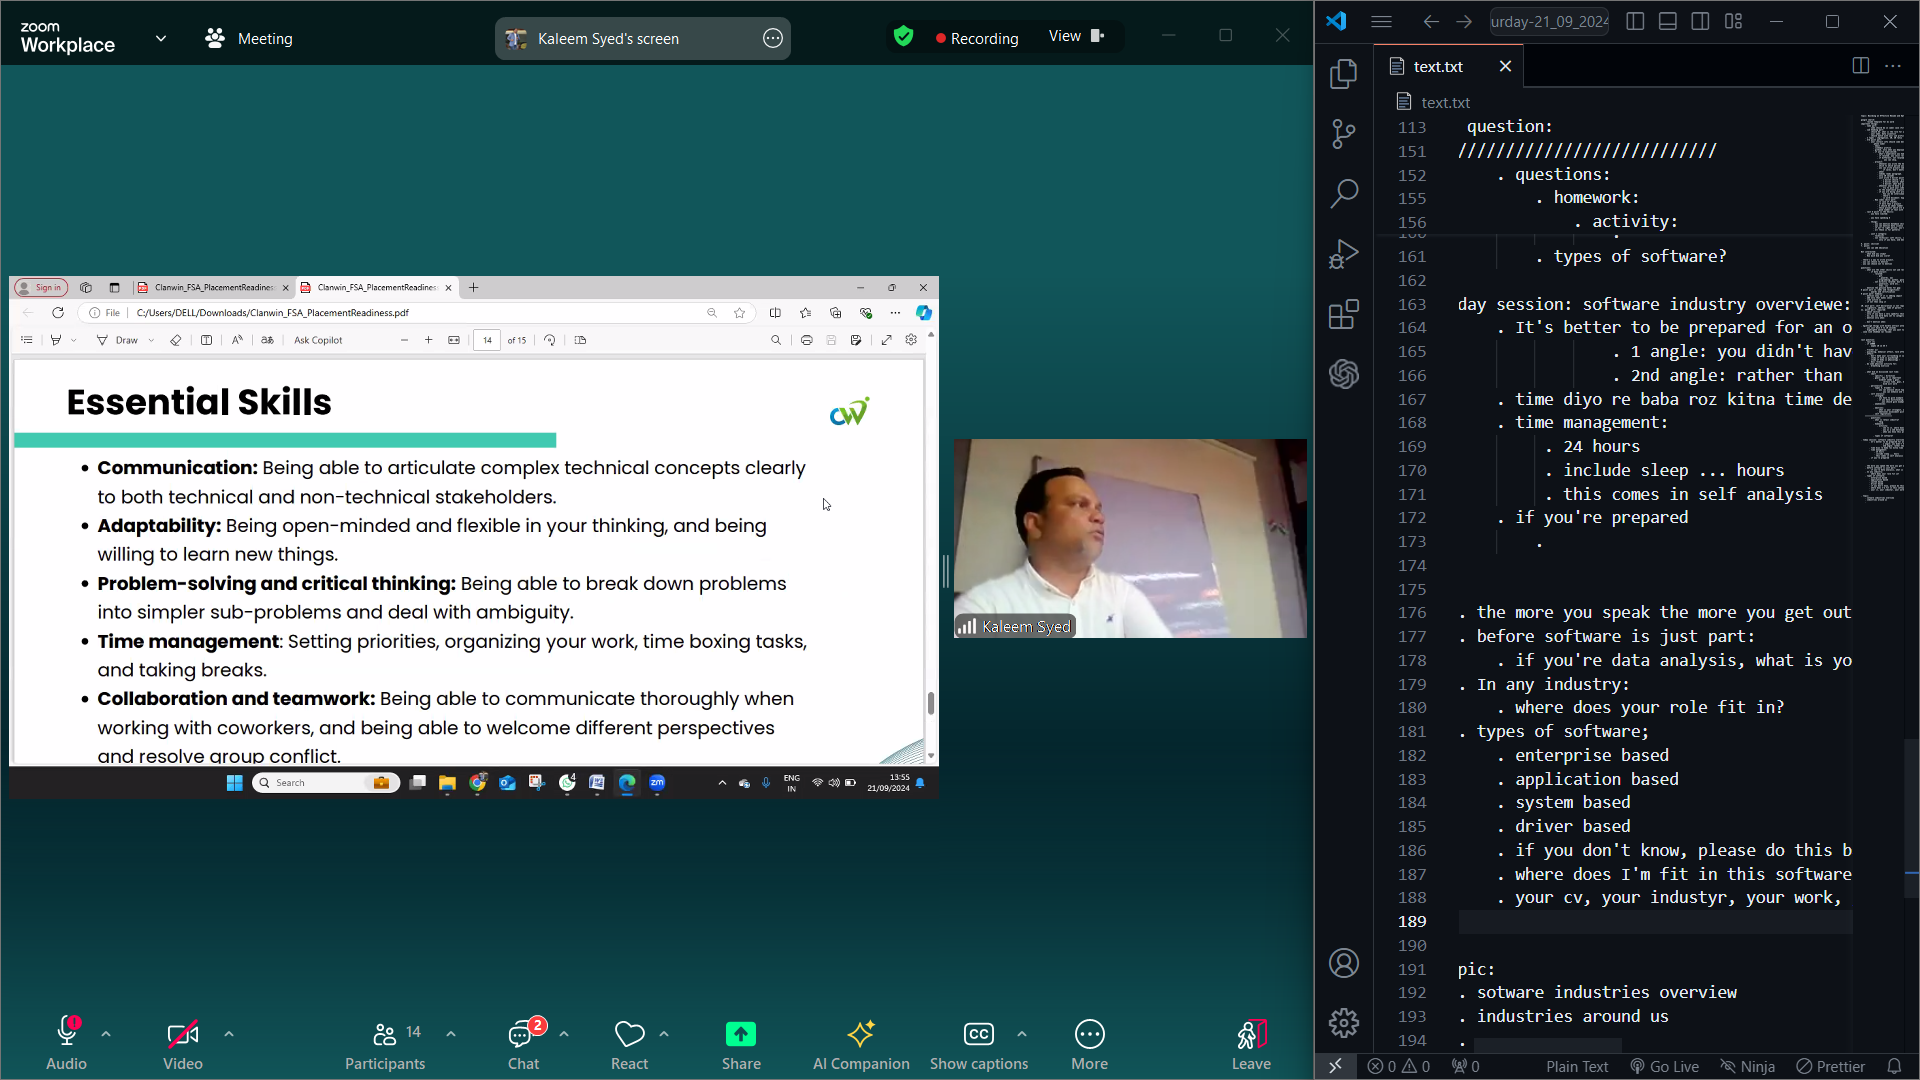 zoom
Workplace
Meeting
Kaleem Syed's screen
Recording
View
Sign in
Clanwin_FSA_PlacementReadines
Clanwin_FSA_PlacementReadines
File
C:/Users/DELL/Downloads/Clanwin_FSA_PlacementReadiness.pdf
Draw
Ask Copilot
14
of 15
Essential Skills
CW
• Communication: Being able to articulate complex technical concepts clearly
to both technical and non-technical stakeholders.
• Adaptability: Being open-minded and flexible in your thinking, and being
willing to learn new things.
• Problem-solving and critical thinking: Being able to break down problems
into simpler sub-problems and deal with ambiguity.
• Time management: Setting priorities, organizing your work, time boxing tasks,
and taking breaks.
• Collaboration and teamwork: Being able to communicate thoroughly when
working with coworkers, and being able to welcome different perspectives
and resolve group conflict.
Search
ENG
IN
13:55
21/09/2024
Kaleem Syed
Audio
Video
14
Participants
2
Chat
React
Share
AI Companion
CC
Show captions
More
Leave
urday-21_09_2024
text.txt
text.txt
113 question:
151 ///////////////////////////
152 . questions:
155 . homework:
156 . activity:
161 . types of software?
162
163 day session: software industry overviewe:
164 . It's better to be prepared for an o
165 . 1 angle: you didn't hav
166 . 2nd angle: rather than
167 . time diyo re baba roz kitna time de
168 . time management:
169 . 24 hours
170 . include sleep ... hours
171 . this comes in self analysis
172 . if you're prepared
173 .
174
175
176 . the more you speak the more you get out
177 . before software is just part:
178 . if you're data analysis, what is yo
179 . In any industry:
180 . where does your role fit in?
181 . types of software;
182 . enterprise based
183 . application based
184 . system based
185 . driver based
186 . if you don't know, please do this b
187 . where does I'm fit in this software
188 . your cv, your industyr, your work,
189
190
191 pic:
192 . sotware industries overview
193 . industries around us
194 .
0 0
0
Plain Text
Go Live
Ninja
Prettier